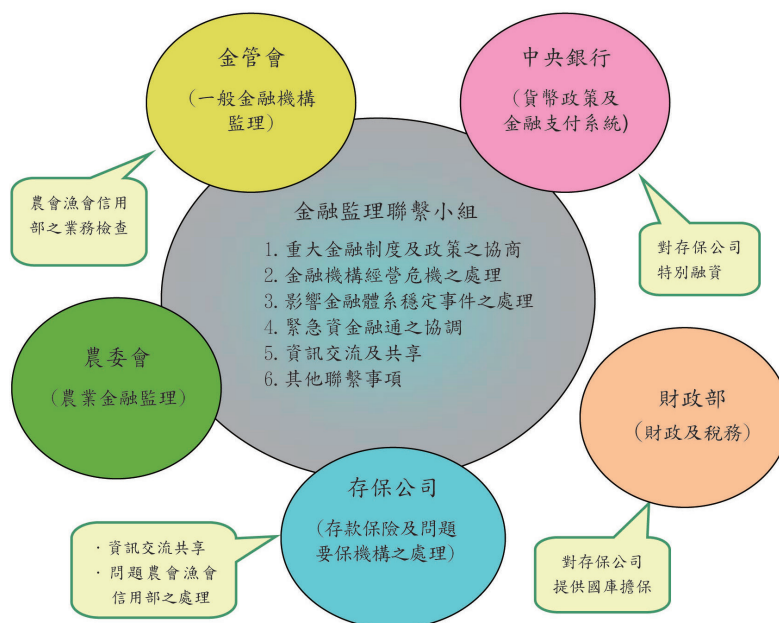 金管會
(一般金融機構
監理)
中央銀行
(貨幣政策及
金融支付系統)
農會漁會信用
部之業務檢查
金融監理聯繫小組
1. 重大金融制度及政策之協商
2. 金融機構經營危機之處理
3. 影響金融體系穩定事件之處理
4. 緊急資金融通之協調
5. 資訊交流及共享
6. 其他聯繫事項
對存保公司
特別融資
農委會
(農業金融監理)
財政部
(財政及稅務)
存保公司
(存款保險及問題
要保機構之處理)
· 資訊交流共享
· 問題農會漁會
信用部之處理
對存保公司
提供國庫擔保